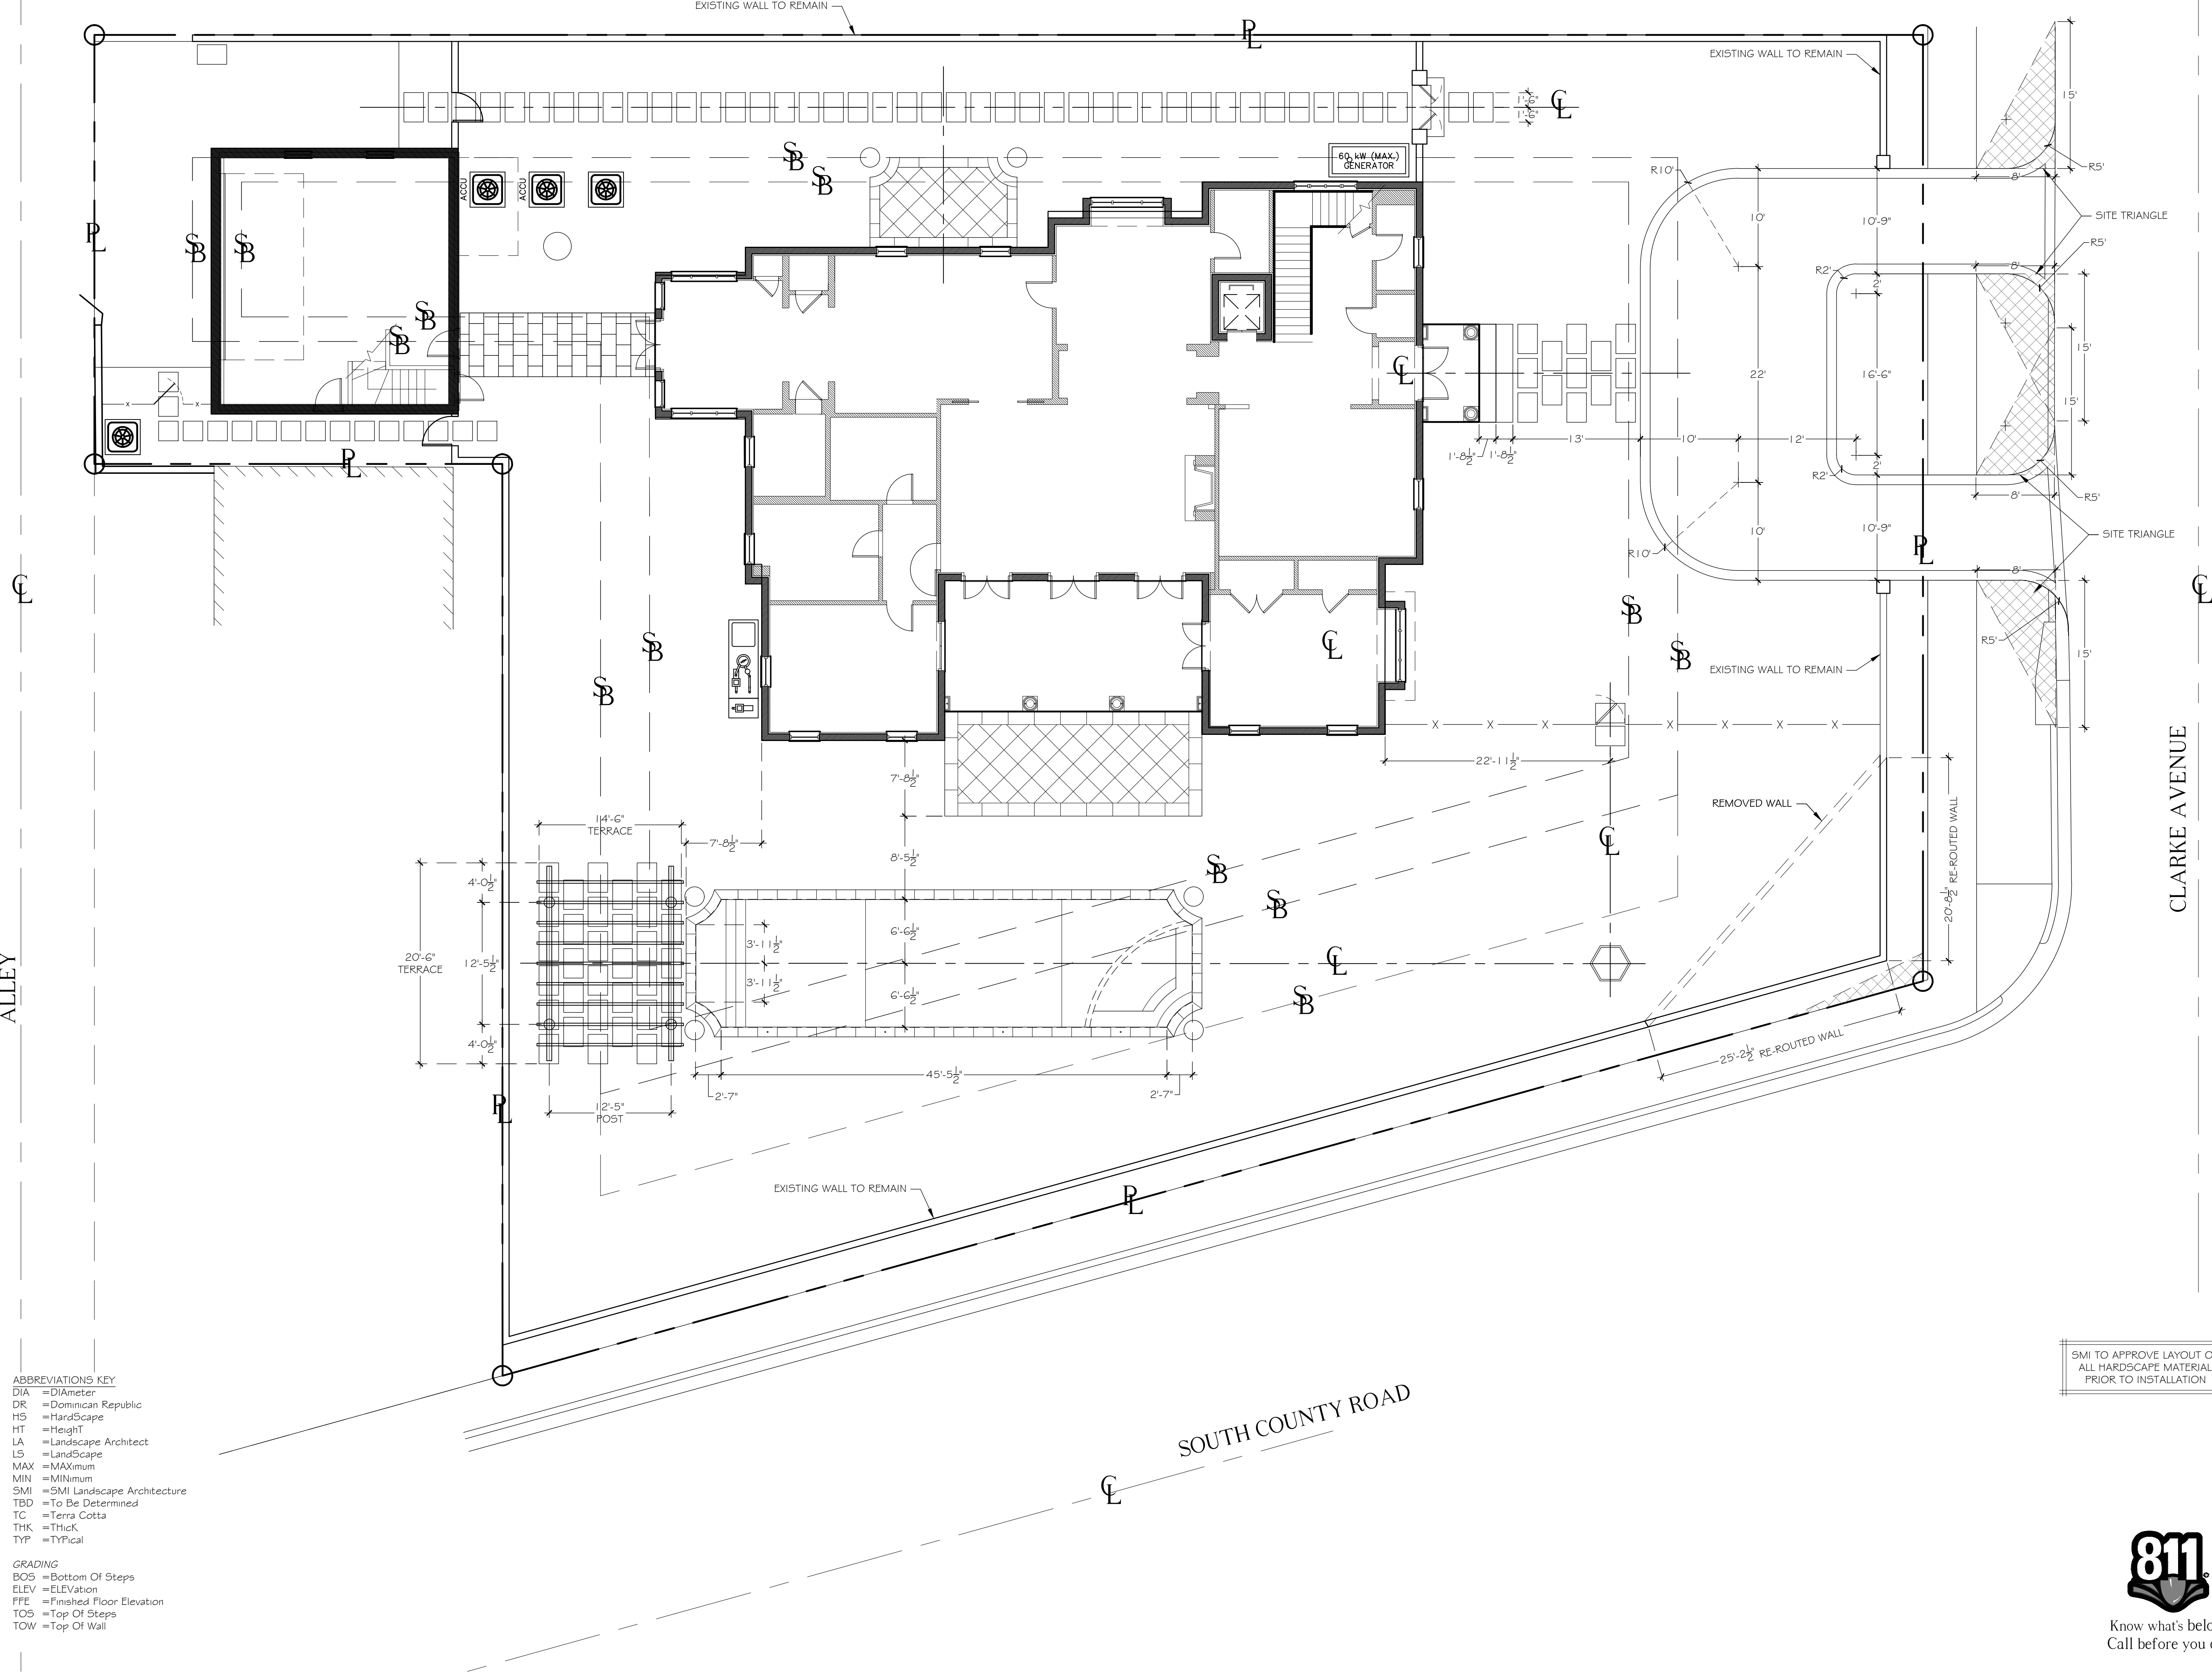 EXISTING WALL TO REMAIN
PL
EXISTING WALL TO REMAIN
15'
CL
60 kW (MAX.)
GENERATOR
SB
SB
ACCU
ACCU
R10'
R5'
8'
10'
10'-9"
SITE TRIANGLE
PL
SB
SB
R5'
R2'
8'
2'
SB
SB
15'
CL
22'
16'-6"
15'
1'-8½"
1'-8½"
13'
10'
12'
PL
2'
R2'
8'
R5'
10'
10'-9"
R10'
SITE TRIANGLE
PL
8'
CL
CL
SB
SB
CL
SB
R5'
15'
EXISTING WALL TO REMAIN
SB
X X X X X X X
22'-11½"
7'-8½"
REMOVED WALL
20'-8½" RE-ROUTED WALL
CLARKE AVENUE
14'-6"
TERRACE
7'-8½"
8'-5½"
CL
SB
SB
4'-0½"
6'-6½"
3'-11½"
20'-6"
TERRACE
12'-5½"
CL
ALLEY
3'-11½"
6'-6½"
SB
4'-0½"
25'-2½" RE-ROUTED WALL
45'-5½"
2'-7"
2'-7"
PL
12'-5"
POST
EXISTING WALL TO REMAIN
PL
SMI TO APPROVE LAYOUT O
ALL HARDSCAPE MATERIAL
PRIOR TO INSTALLATION
SOUTH COUNTY ROAD
CL
ABBREVIATIONS KEY
DIA =DIAmeter
DR =Dominican Republic
HS =HardScape
HT =HeighT
LA =Landscape Architect
LS =LandScape
MAX =MAXimum
MIN =MINimum
SMI =SMI Landscape Architecture
TBD =To Be Determined
TC =Terra Cotta
THK =THicK
TYP =TYPical
GRADING
BOS =Bottom Of Steps
ELEV =ELEVation
FFE =Finished Floor Elevation
TOS =Top Of Steps
TOW =Top Of Wall
811
Know what's belo
Call before you